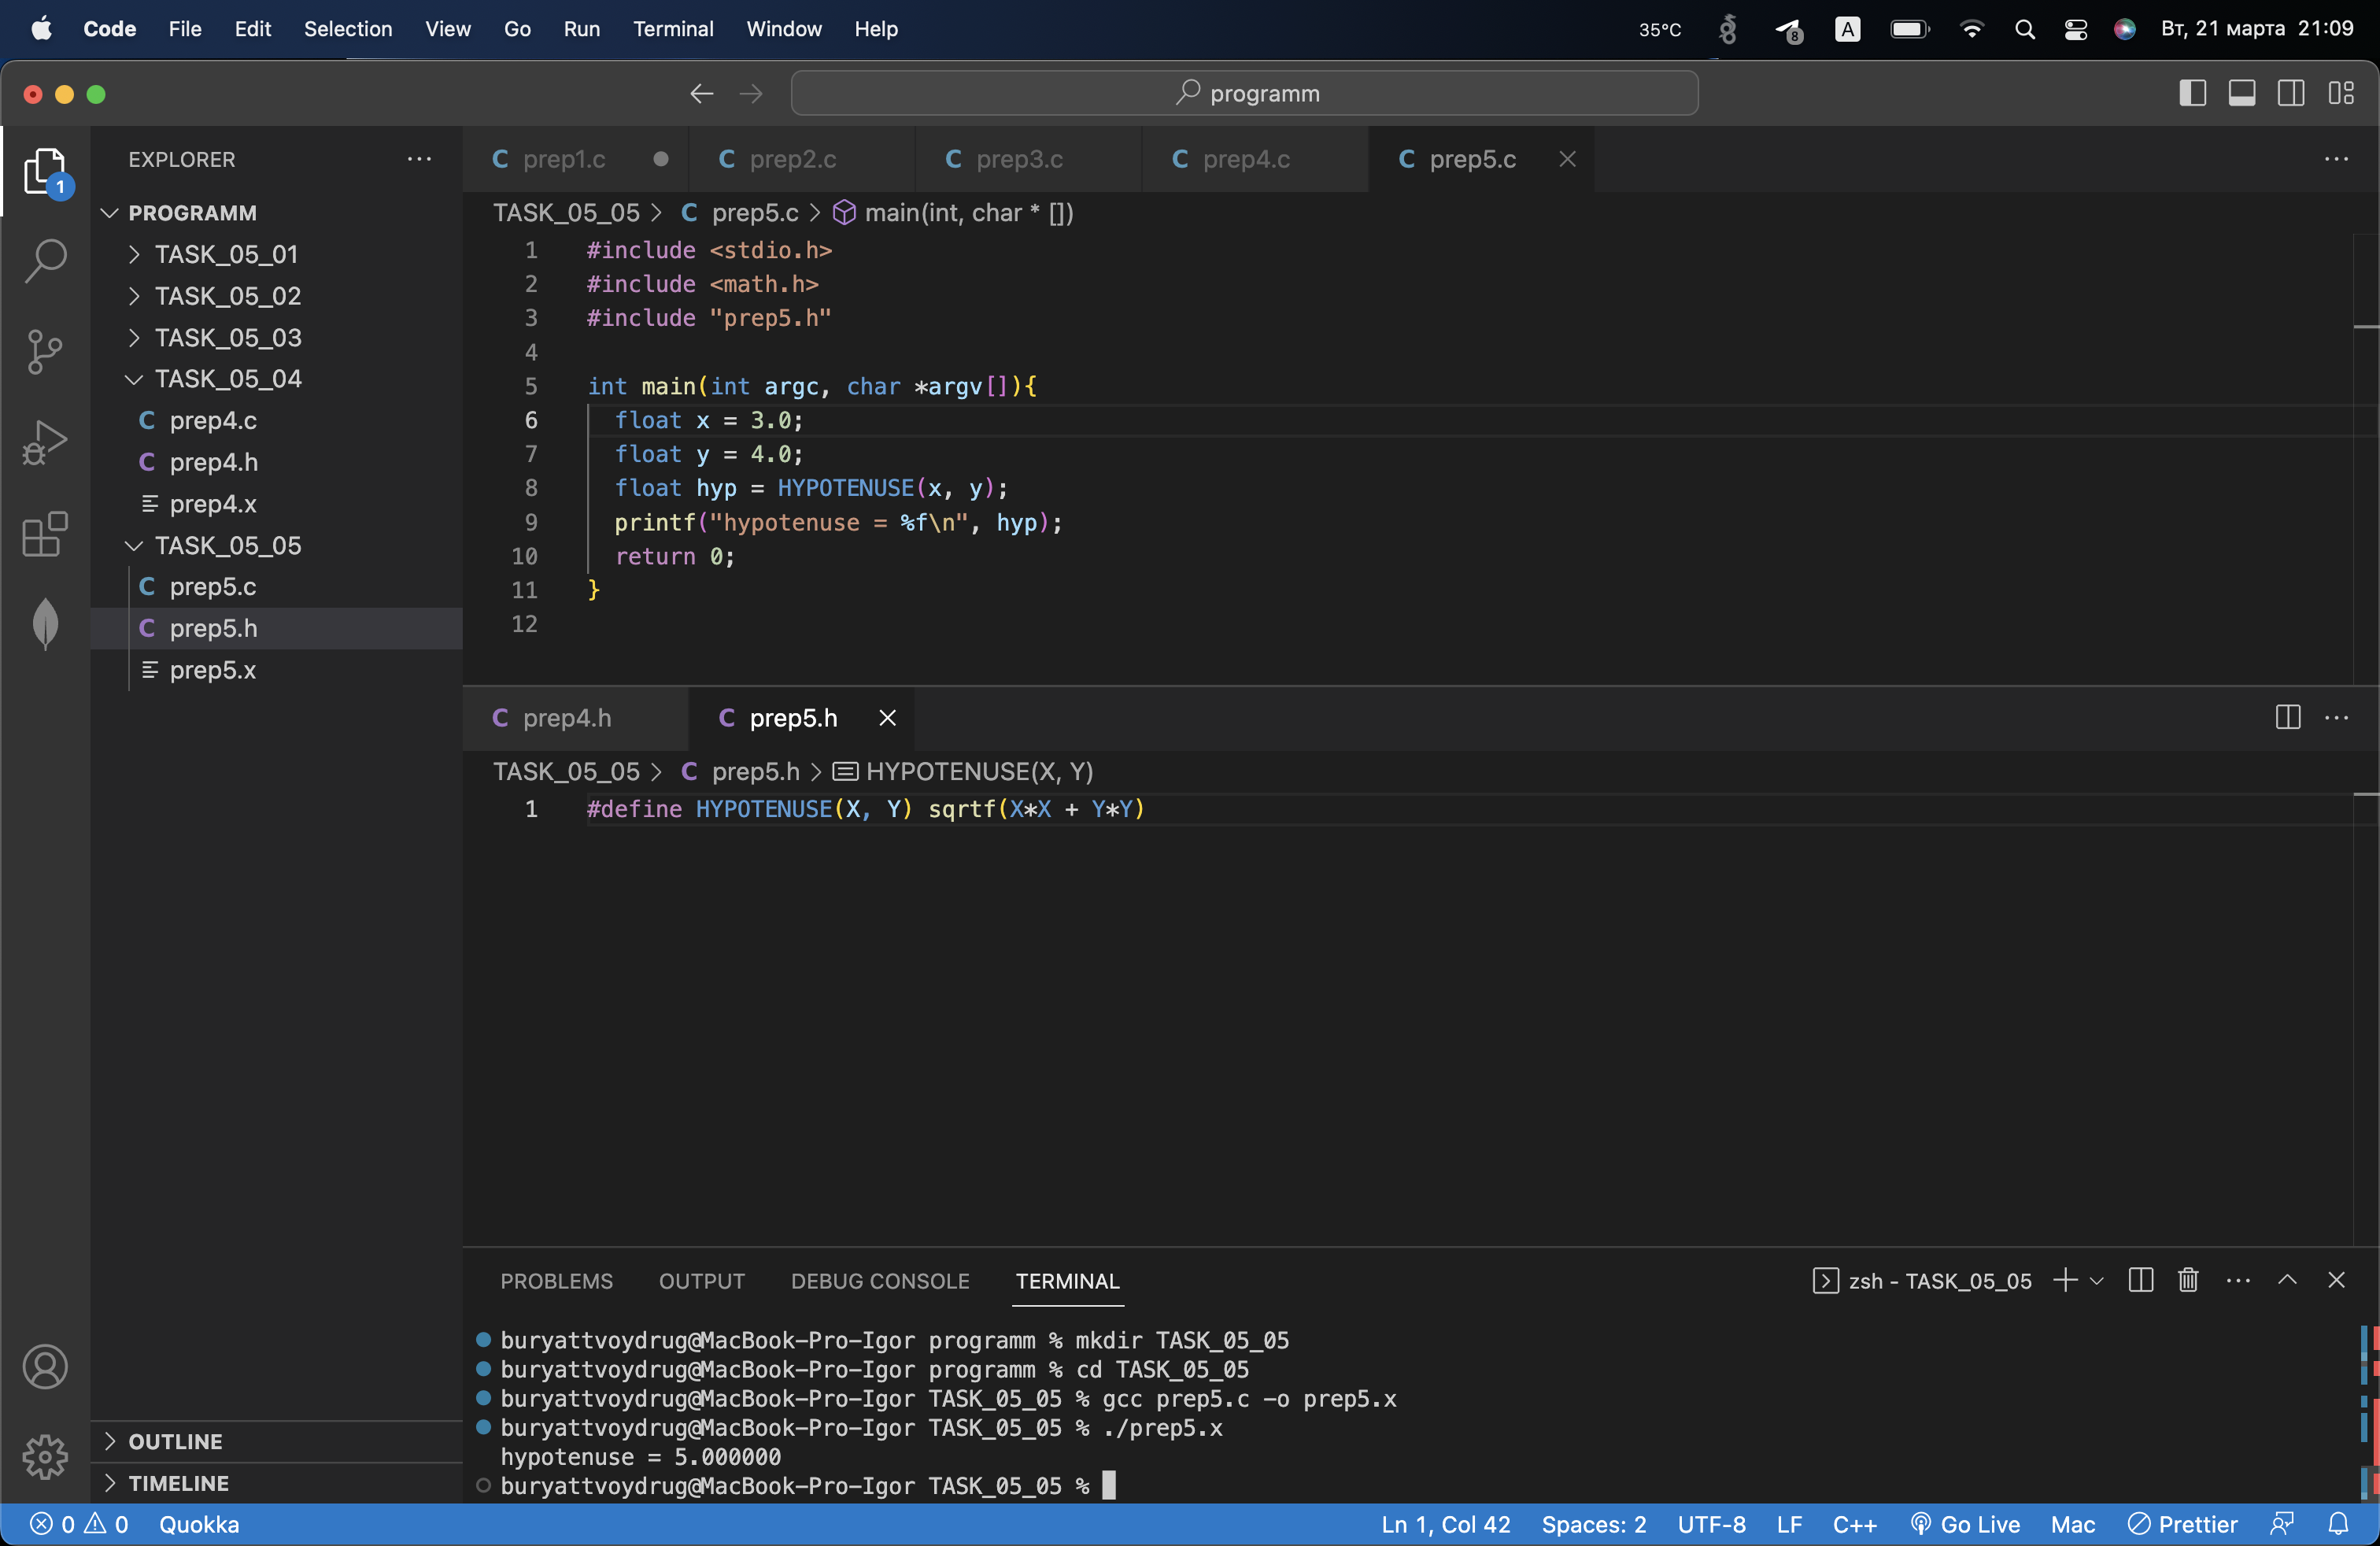 Code File Edit Selection View Go Run Terminal Window Help 35°C 8 A Вт, 21 марта 21:09
programm
1
EXPLORER
PROGRAMM
TASK_05_01
TASK_05_02
TASK_05_03
TASK_05_04
C prep4.c
C prep4.h
prep4.x
TASK_05_05
C prep5.c
C prep5.h
prep5.x
OUTLINE
TIMELINE
C prep1.c C prep2.c C prep3.c C prep4.c C prep5.c
TASK_05_05 > C prep5.c > main(int, char * [])
1 #include <stdio.h>
2 #include <math.h>
3 #include "prep5.h"
4
5 int main(int argc, char *argv[]){
6 float x = 3.0;
7 float y = 4.0;
8 float hyp = HYPOTENUSE(x, y);
9 printf("hypotenuse = %f\n", hyp);
10 return 0;
11 }
12
C prep4.h C prep5.h
TASK_05_05 > C prep5.h > HYPOTENUSE(X, Y)
1 #define HYPOTENUSE(X, Y) sqrtf(X*X + Y*Y)
PROBLEMS OUTPUT DEBUG CONSOLE TERMINAL zsh - TASK_05_05
buryattvoydrug@MacBook-Pro-Igor programm % mkdir TASK_05_05
buryattvoydrug@MacBook-Pro-Igor programm % cd TASK_05_05
buryattvoydrug@MacBook-Pro-Igor TASK_05_05 % gcc prep5.c -o prep5.x
buryattvoydrug@MacBook-Pro-Igor TASK_05_05 % ./prep5.x
hypotenuse = 5.000000
buryattvoydrug@MacBook-Pro-Igor TASK_05_05 %
0 0 Quokka Ln 1, Col 42 Spaces: 2 UTF-8 LF C++ Go Live Mac Prettier